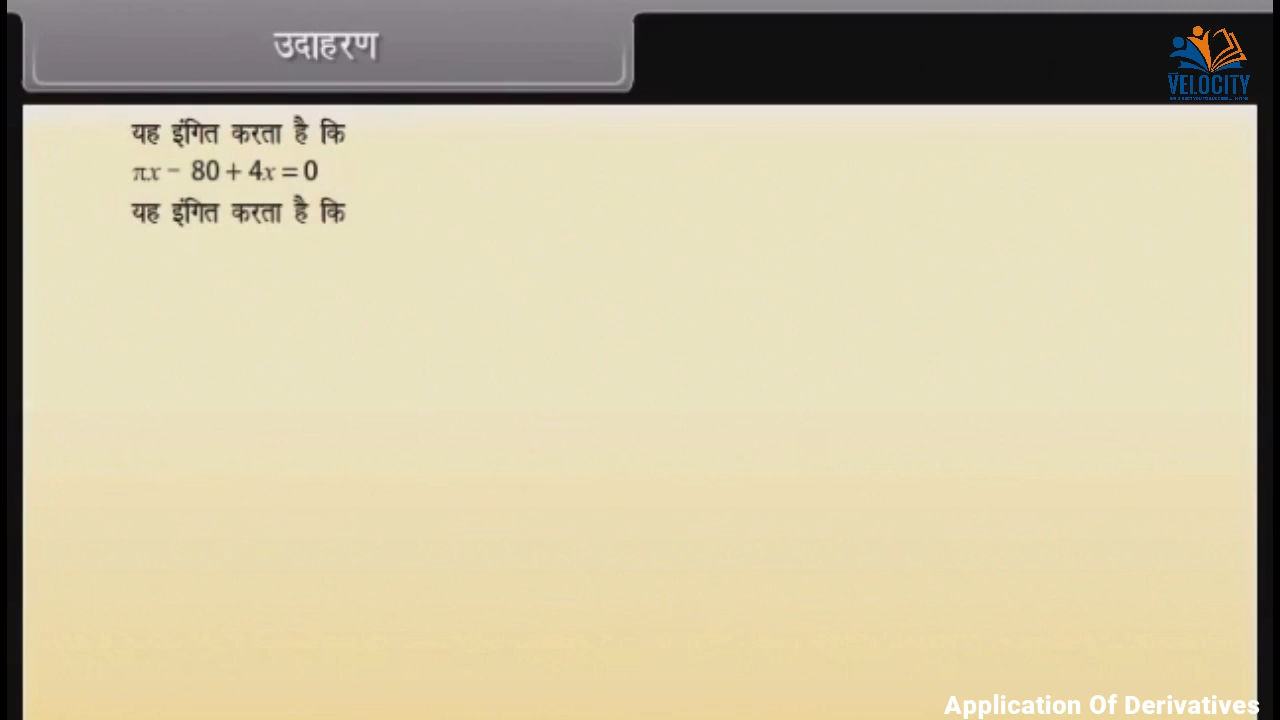 उदाहरण
VELOCITY
यह इंगित करता है कि
πx − 80 + 4x = 0
यह इंगित करता है कि
Application Of Derivatives